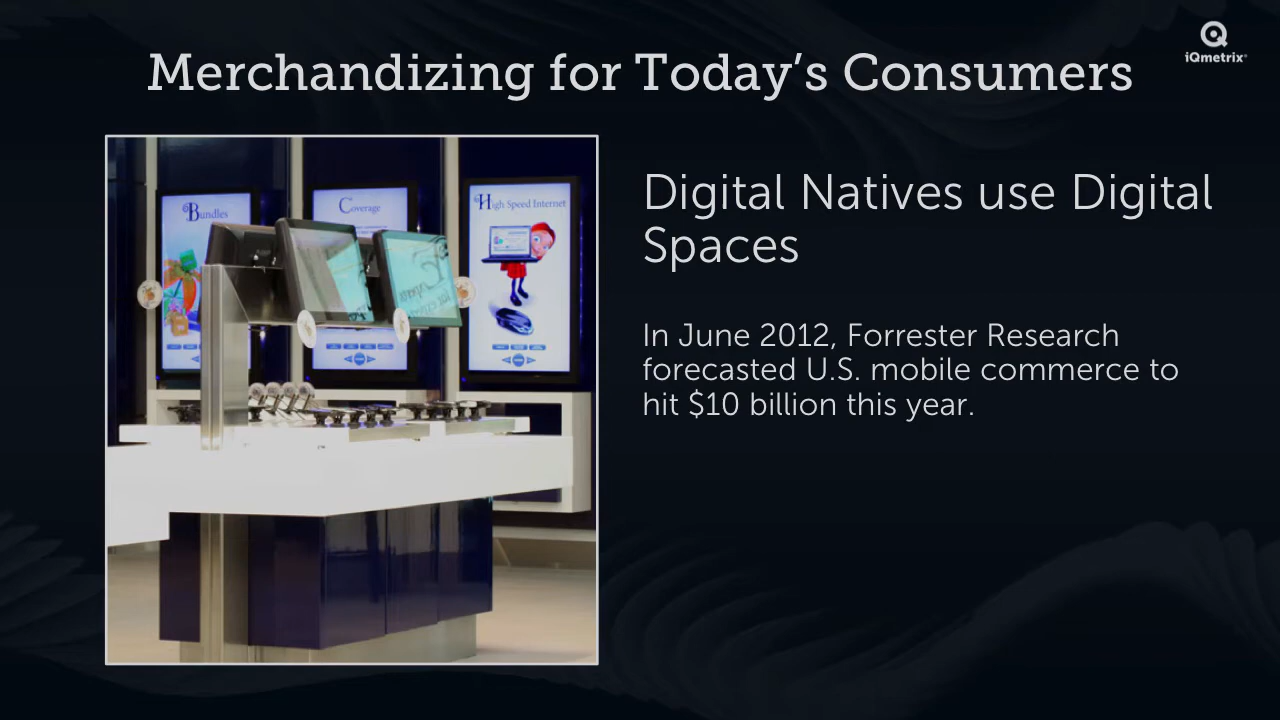 Merchandizing for Today's Consumers
iQmetrix
Bundles
Coverage
High Speed Internet
Digital Natives use Digital
Spaces
In June 2012, Forrester Research
forecasted U.S. mobile commerce to
hit $10 billion this year.